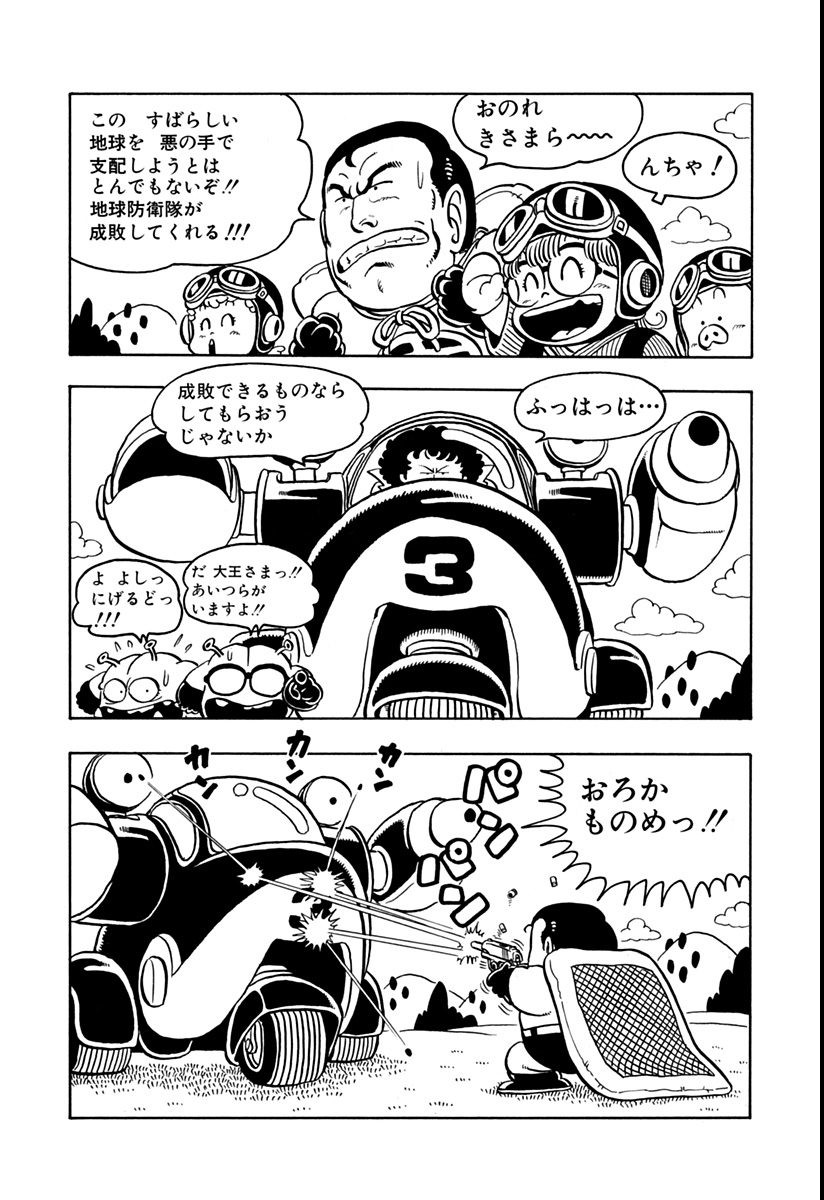 おのれ
きさまら〜〜〜
んちゃ！
この すばらしい
地球を 悪の手で
支配しようとは
とんでもないぞ!!
地球防衛隊が
成敗してくれる!!!
ふっはっは…
成敗できるものなら
してもらおう
じゃないか
3
だ 大王さまっ!!
あいつらが
いますよ!!
よ よしっ
にげるどっ
!!!
おろか
ものめっ!!
パン
パン
カン
カン
カン